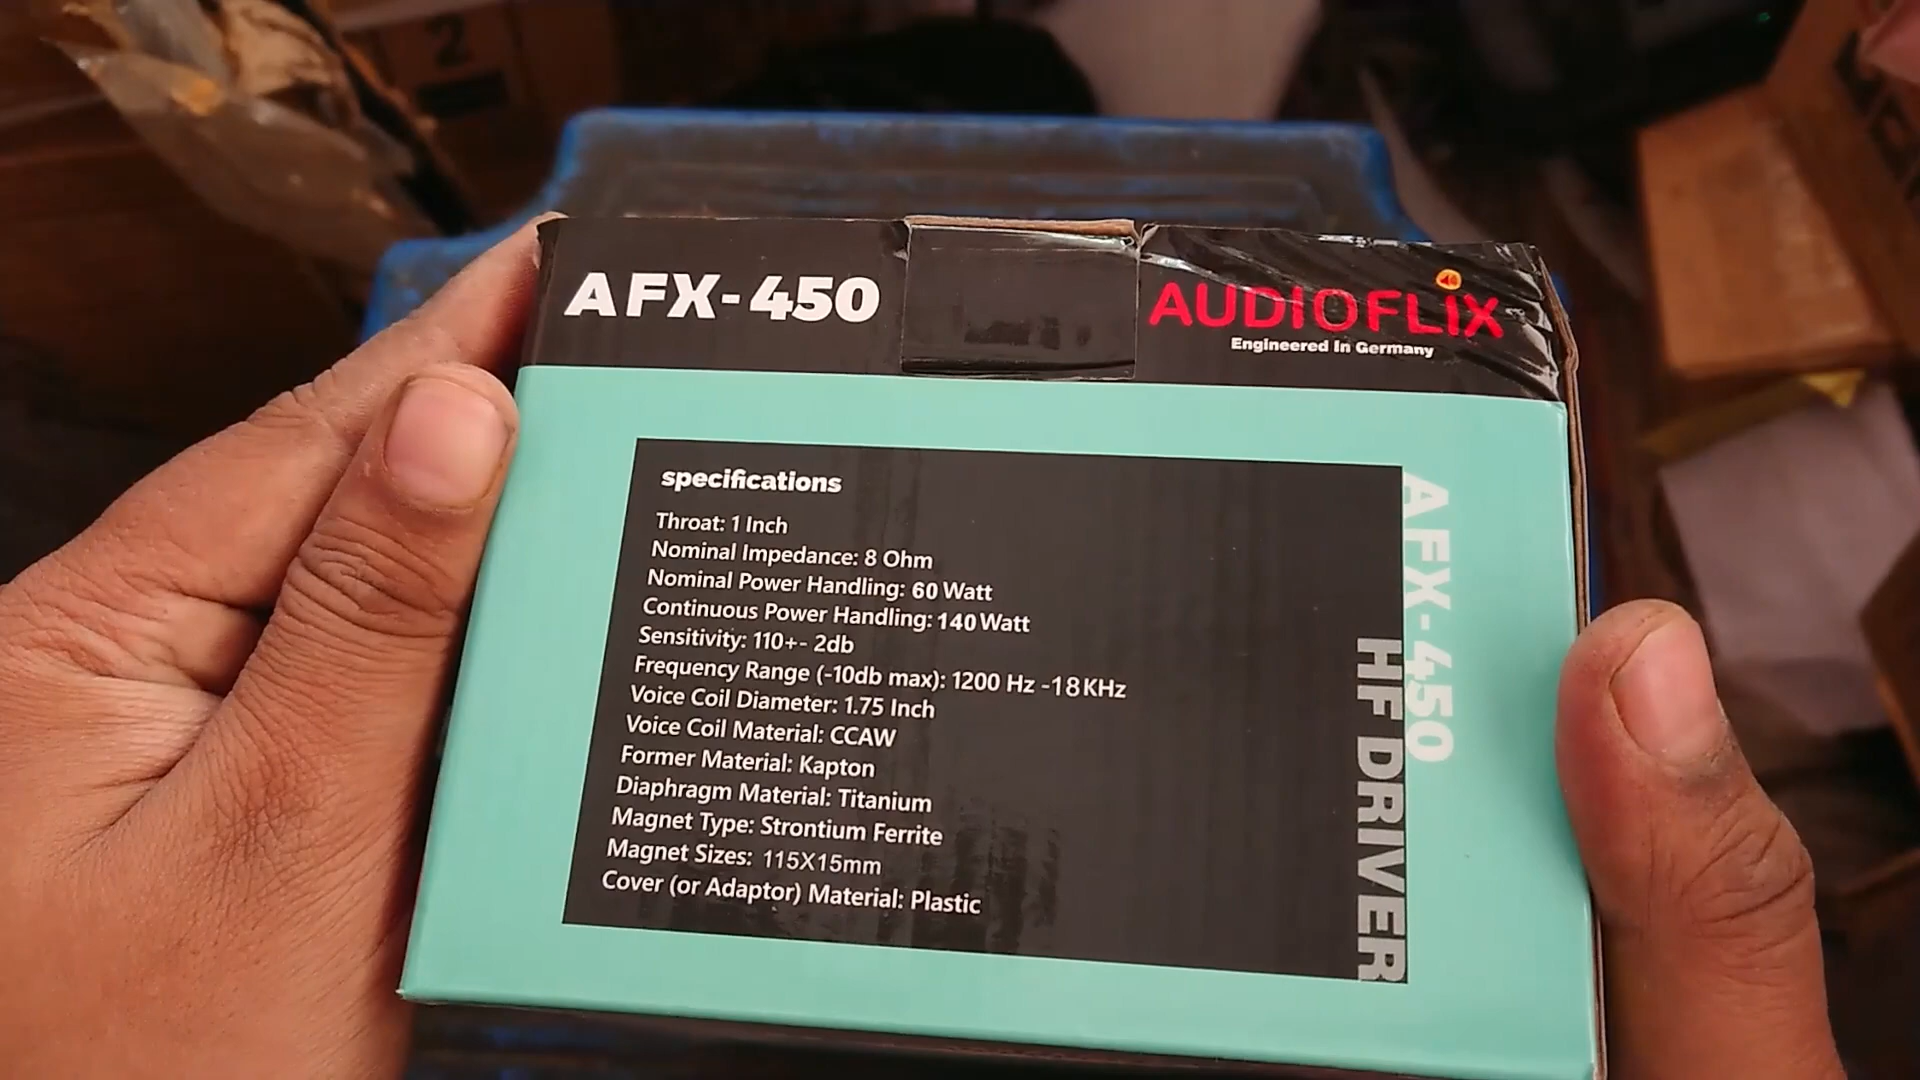 2
AFX-450
AUDIOFLIX
Engineered In Germany
specifications
Throat: 1 Inch
Nominal Impedance: 8 Ohm
Nominal Power Handling: 60 Watt
Continuous Power Handling: 140 Watt
Sensitivity: 110+- 2db
Frequency Range (-10db max): 1200 Hz -18KHz
Voice Coil Diameter: 1.75 Inch
Voice Coil Material: CCAW
Former Material: Kapton
Diaphragm Material: Titanium
Magnet Type: Strontium Ferrite
Magnet Sizes: 115X15mm
Cover (or Adaptor) Material: Plastic
AFX-450
HF DRIVER